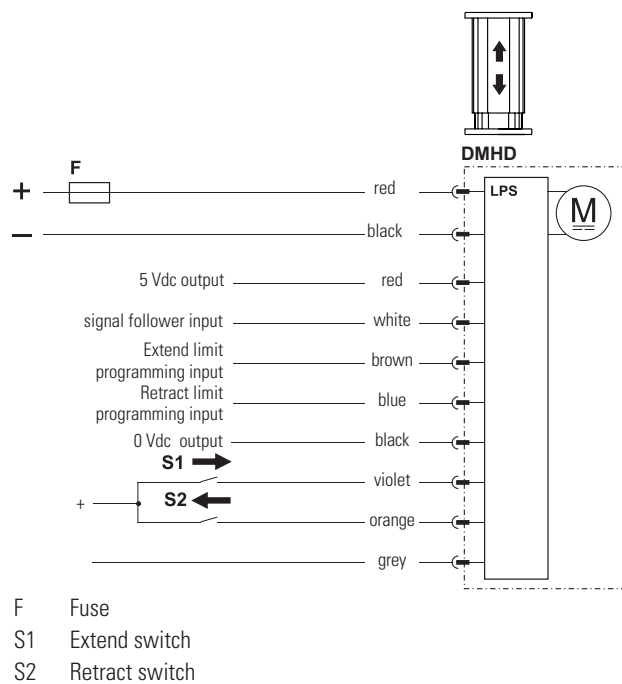 DMHD
F
+ red LPS
M
— black
5 Vdc output red
signal follower input white
Extend limit
programming input
brown
Retract limit
programming input
blue
0 Vdc output black
S1
violet
+ S2
orange
grey
F Fuse
S1 Extend switch
S2 Retract switch